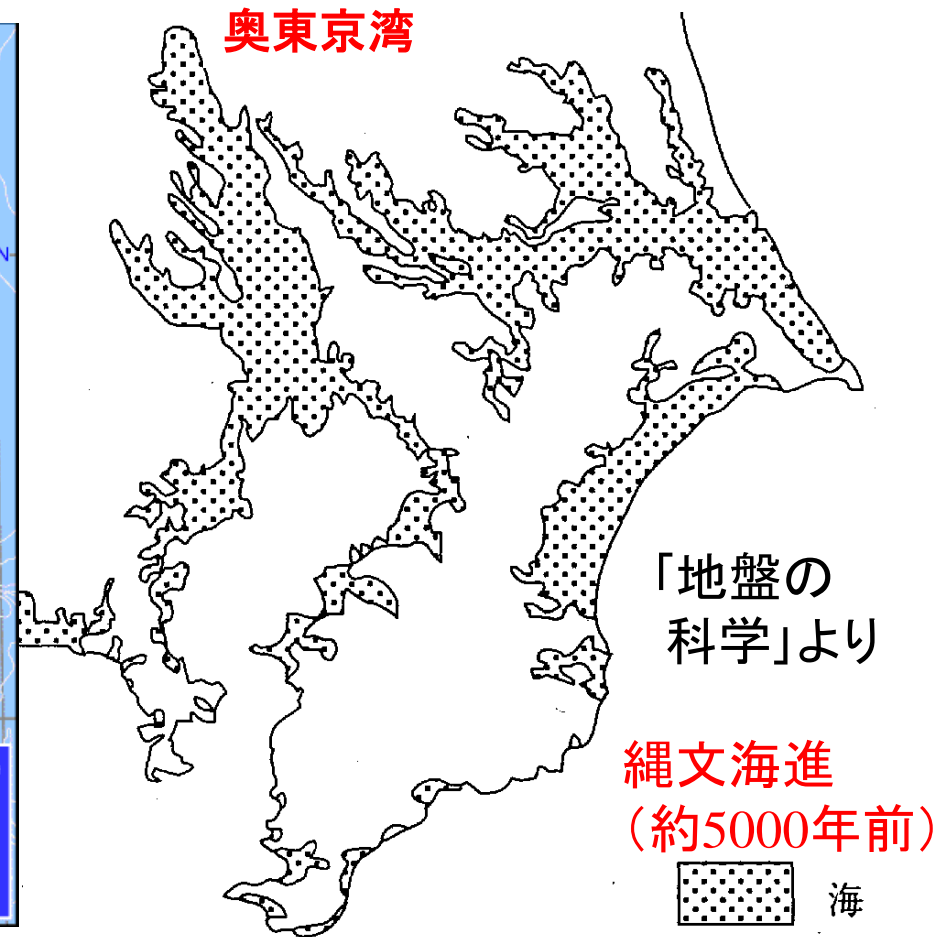 奥東京湾
N
「地盤の
科学」より
縄文海進
（約5000年前）
海